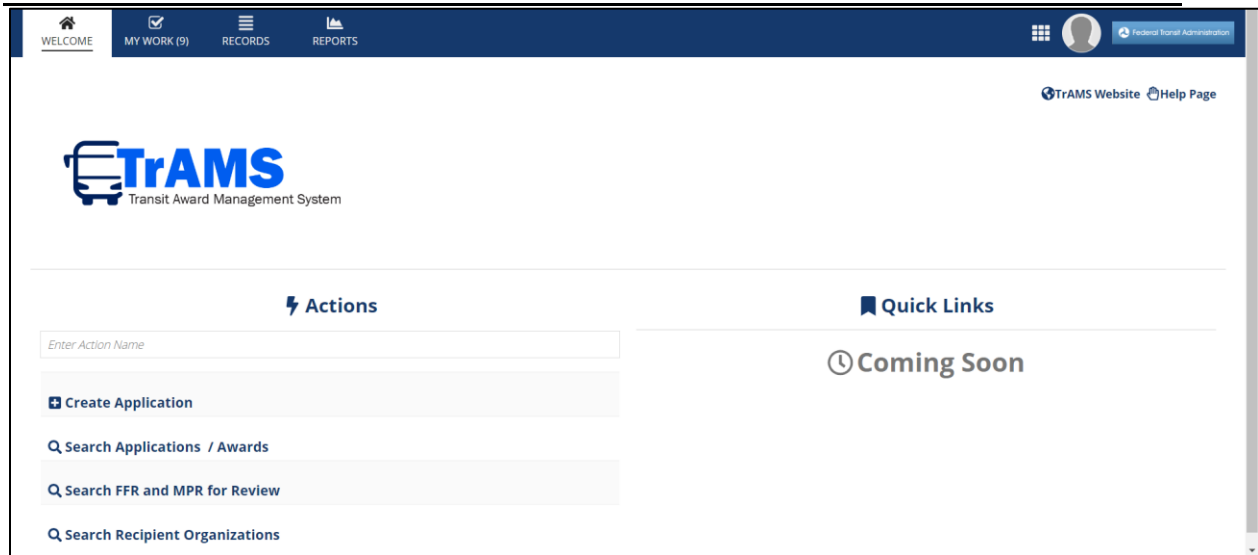 WELCOME
MY WORK (9)
RECORDS
REPORTS
Federal Transit Administration
TrAMS Website Help Page
TrAMS
Transit Award Management System
Actions
Quick Links
Enter Action Name
Coming Soon
Create Application
Search Applications / Awards
Search FFR and MPR for Review
Search Recipient Organizations